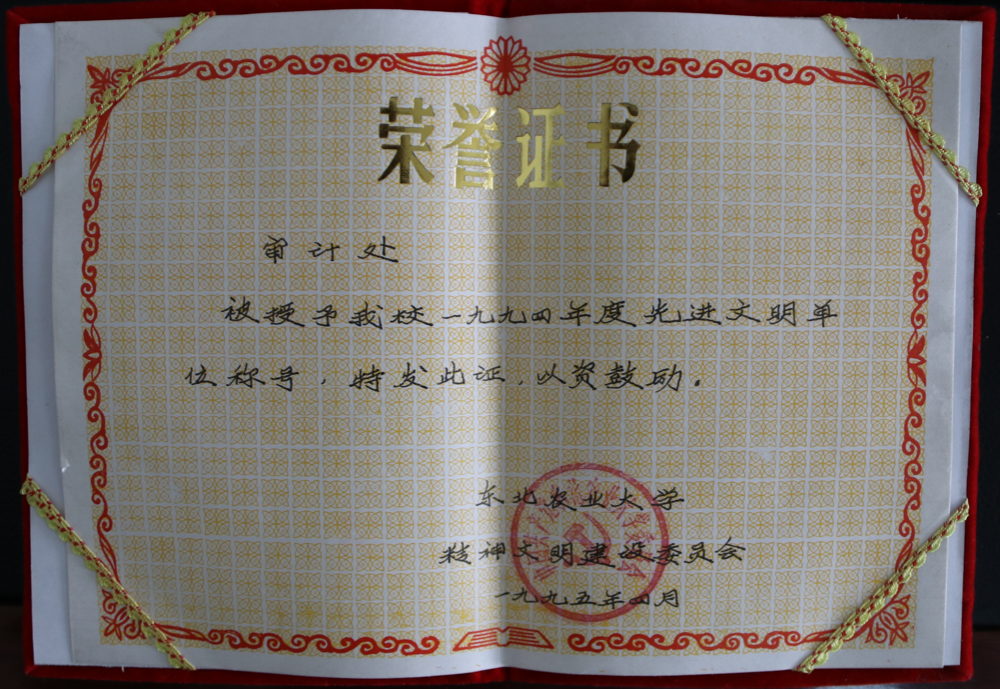 荣誉证书
审计处
被授予我校一九九四年度先进文明单
位称号，特发此证，以资鼓励。
东北农业大学
精神文明建设委员会
一九九五年四月